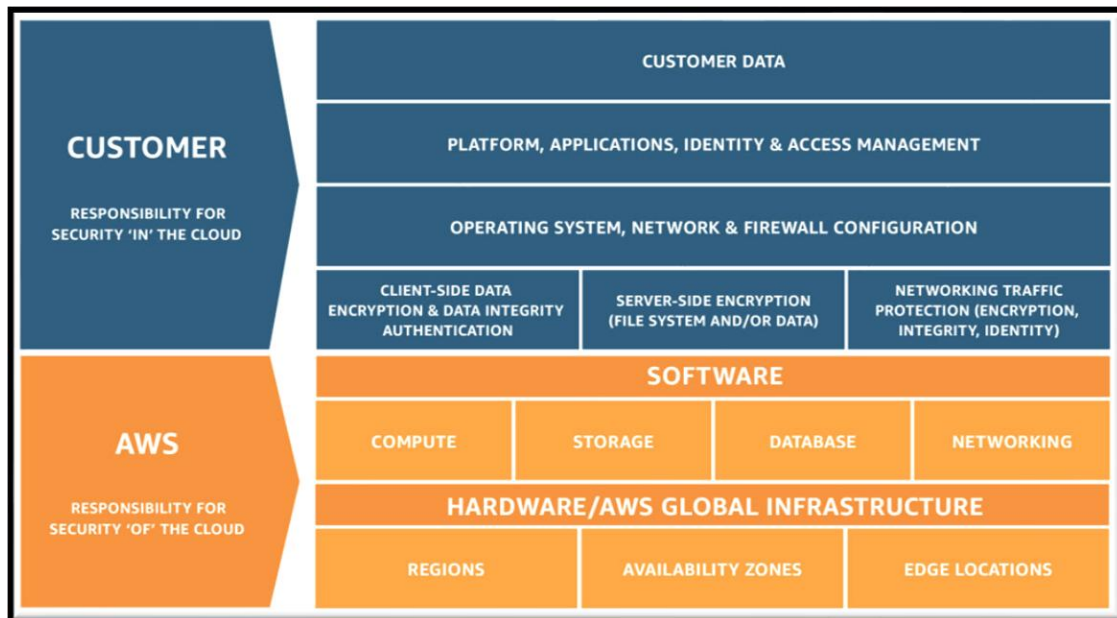 CUSTOMER
RESPONSIBILITY FOR
SECURITY ‘IN’ THE CLOUD
CUSTOMER DATA
PLATFORM, APPLICATIONS, IDENTITY & ACCESS MANAGEMENT
OPERATING SYSTEM, NETWORK & FIREWALL CONFIGURATION
CLIENT-SIDE DATA
ENCRYPTION & DATA INTEGRITY
AUTHENTICATION
SERVER-SIDE ENCRYPTION
(FILE SYSTEM AND/OR DATA)
NETWORKING TRAFFIC
PROTECTION (ENCRYPTION,
INTEGRITY, IDENTITY)
AWS
RESPONSIBILITY FOR
SECURITY ‘OF’ THE CLOUD
SOFTWARE
COMPUTE
STORAGE
DATABASE
NETWORKING
HARDWARE/AWS GLOBAL INFRASTRUCTURE
REGIONS
AVAILABILITY ZONES
EDGE LOCATIONS